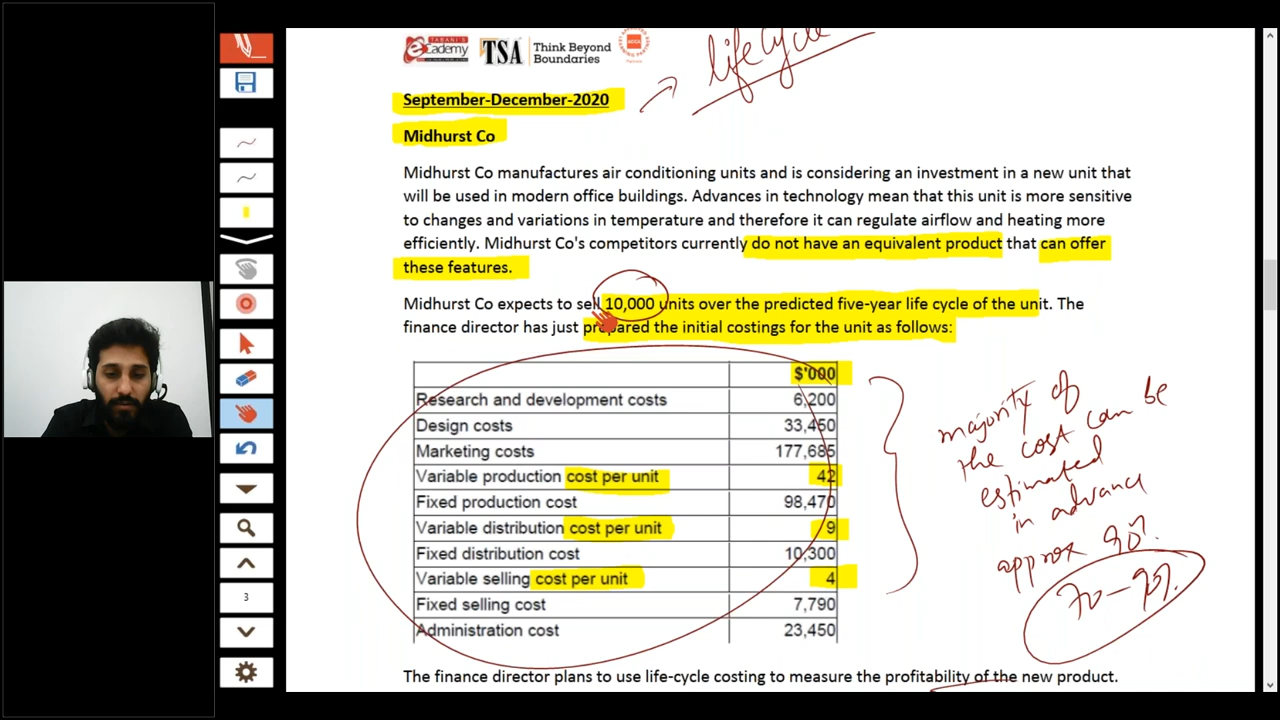 TABANI'S
eCademy
TSA
Think Beyond
Boundaries
ACCA
lifecycle
September-December-2020
Midhurst Co
Midhurst Co manufactures air conditioning units and is considering an investment in a new unit that
will be used in modern office buildings. Advances in technology mean that this unit is more sensitive
to changes and variations in temperature and therefore it can regulate airflow and heating more
efficiently. Midhurst Co's competitors currently do not have an equivalent product that can offer
these features.
Midhurst Co expects to sell 10,000 units over the predicted five-year life cycle of the unit. The
finance director has just prepared the initial costings for the unit as follows:
$'000
Research and development costs 6,200
Design costs 33,450
Marketing costs 177,685
Variable production cost per unit 42
Fixed production cost 98,470
Variable distribution cost per unit 9
Fixed distribution cost 10,300
Variable selling cost per unit 4
Fixed selling cost 7,790
Administration cost 23,450
majority of
the cost can be
estimated
in advance
approx 90%
70-90%
The finance director plans to use life-cycle costing to measure the profitability of the new product.
3